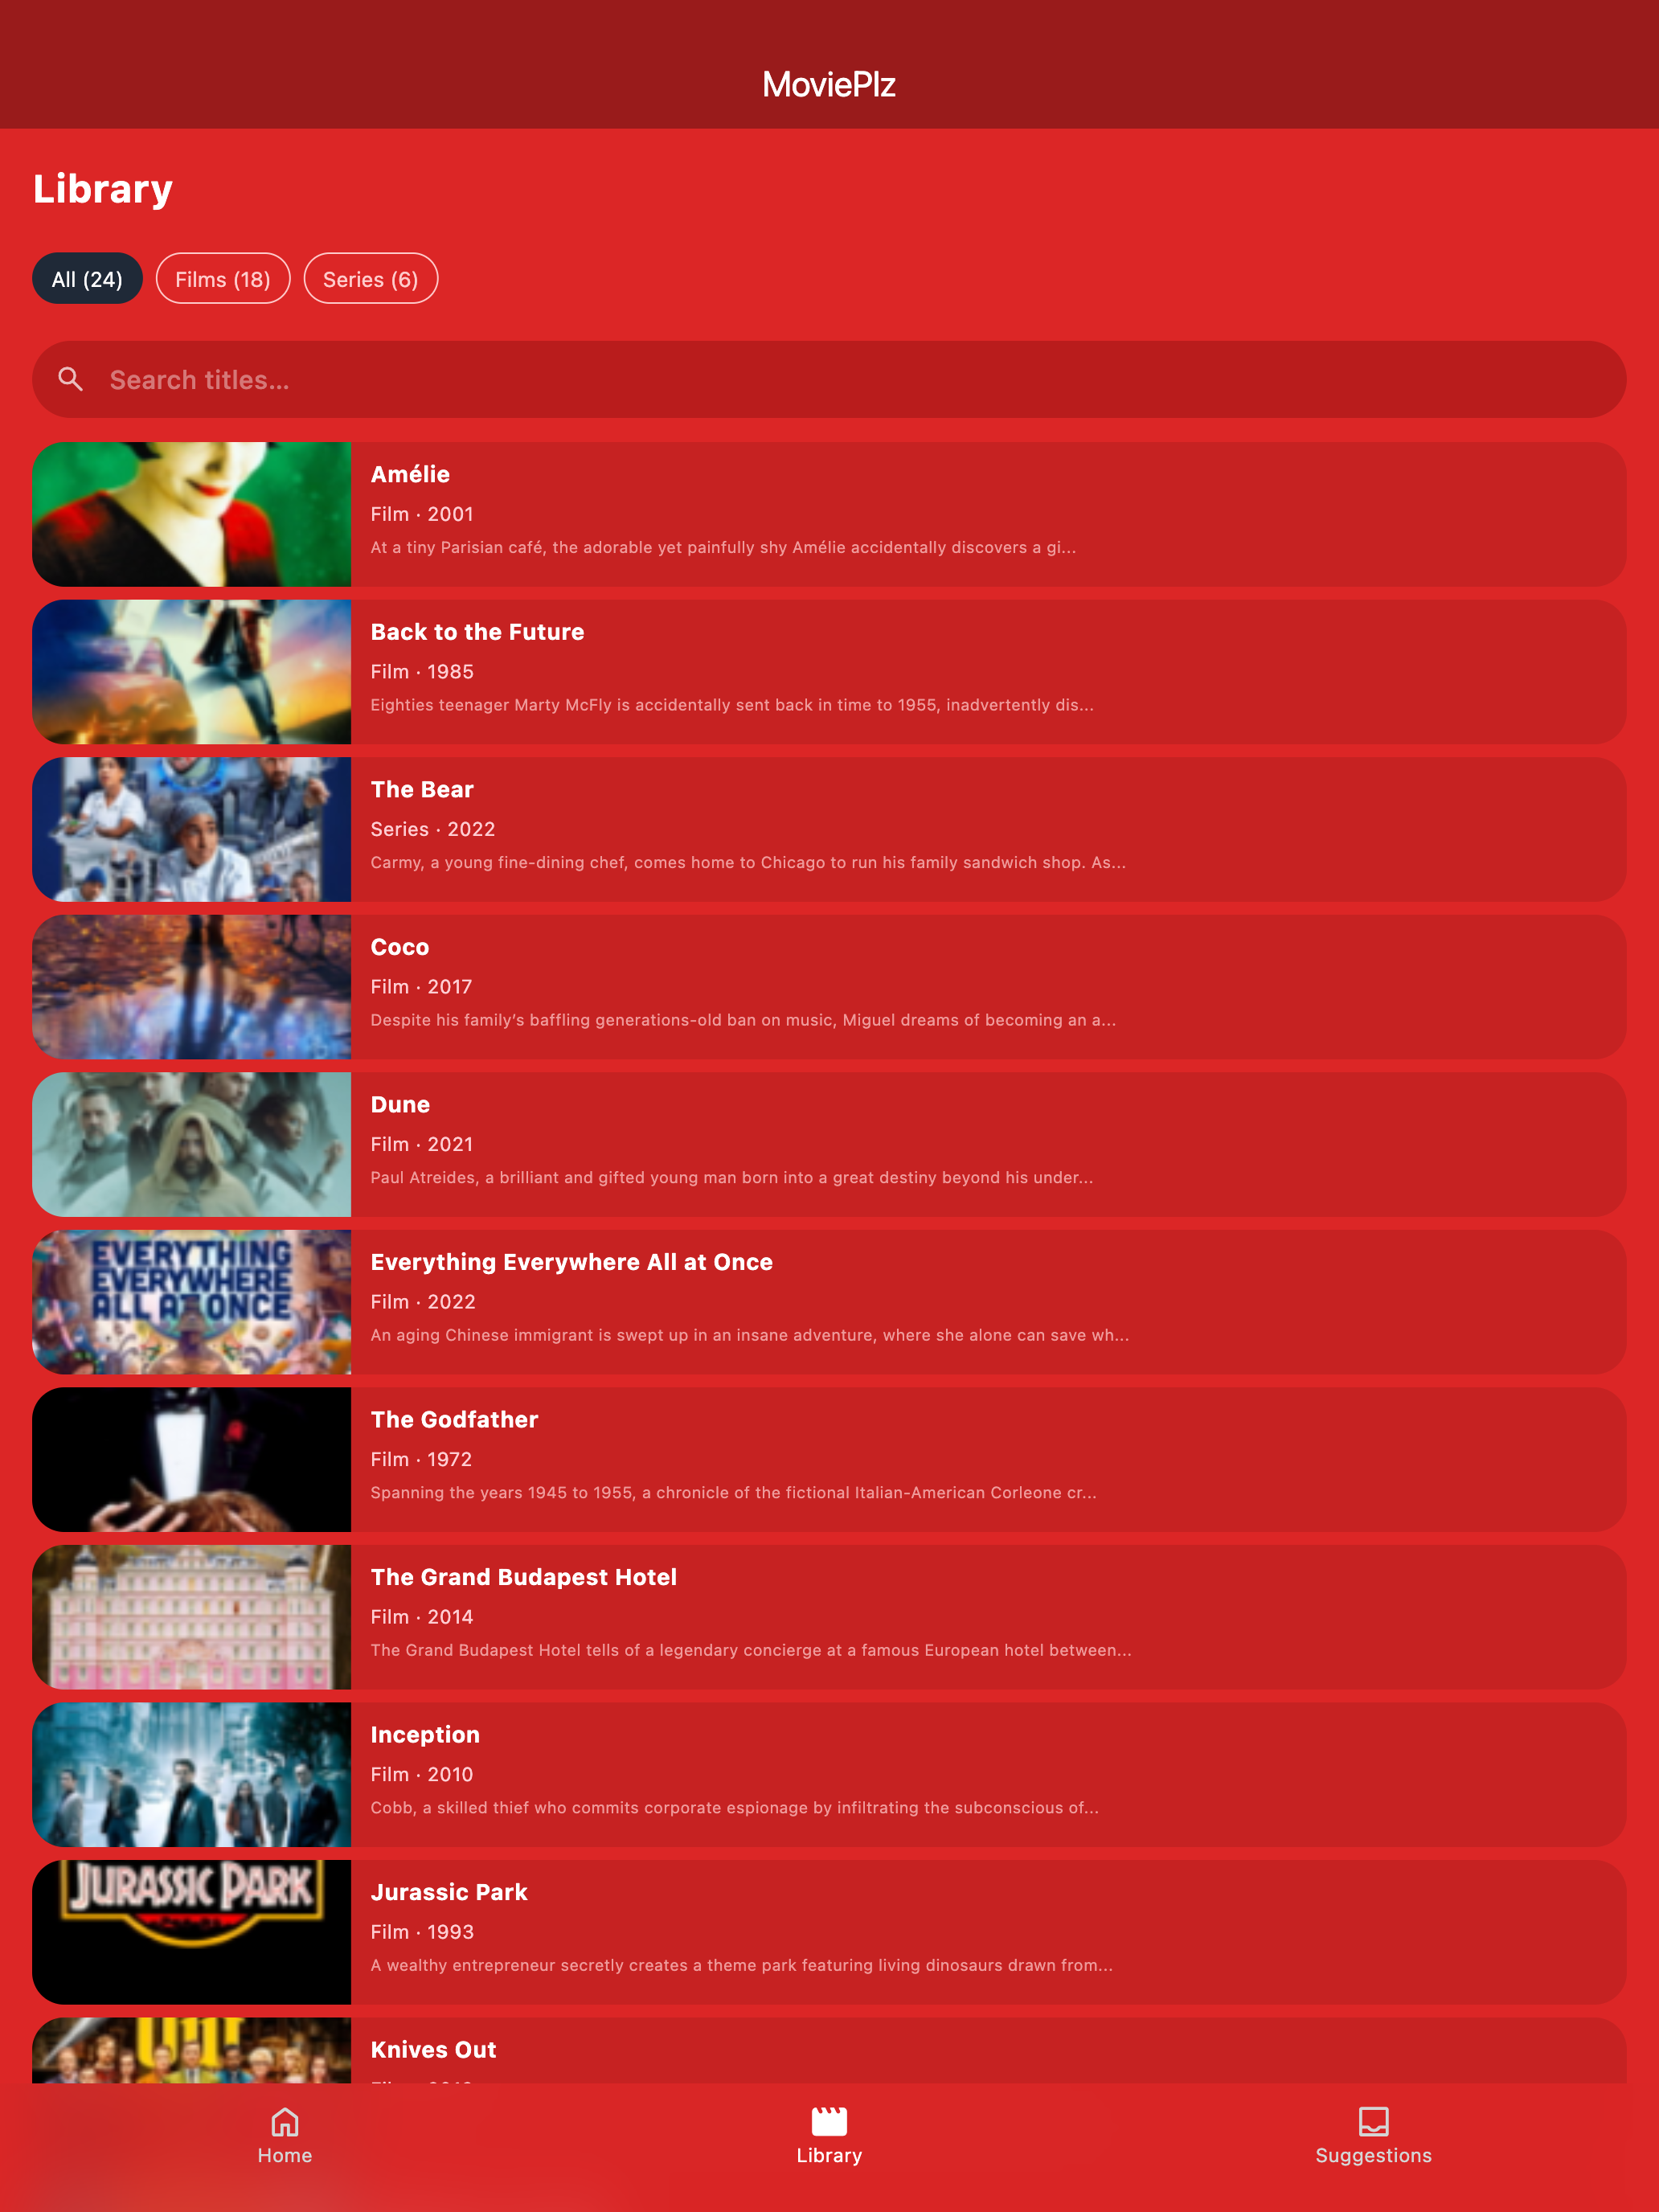 MoviePlz
Library
All (24)
Films (18)
Series (6)
Search titles...
Amélie
Film · 2001
At a tiny Parisian café, the adorable yet painfully shy Amélie accidentally discovers a gi...
Back to the Future
Film · 1985
Eighties teenager Marty McFly is accidentally sent back in time to 1955, inadvertently dis...
The Bear
Series · 2022
Carmy, a young fine-dining chef, comes home to Chicago to run his family sandwich shop. As...
Coco
Film · 2017
Despite his family’s baffling generations-old ban on music, Miguel dreams of becoming an a...
Dune
Film · 2021
Paul Atreides, a brilliant and gifted young man born into a great destiny beyond his under...
EVERYTHING
EVERYWHERE
ALL AT ONCE
Everything Everywhere All at Once
Film · 2022
An aging Chinese immigrant is swept up in an insane adventure, where she alone can save wh...
The Godfather
Film · 1972
Spanning the years 1945 to 1955, a chronicle of the fictional Italian-American Corleone cr...
The Grand Budapest Hotel
Film · 2014
The Grand Budapest Hotel tells of a legendary concierge at a famous European hotel between...
Inception
Film · 2010
Cobb, a skilled thief who commits corporate espionage by infiltrating the subconscious of...
JURASSIC PARK
Jurassic Park
Film · 1993
A wealthy entrepreneur secretly creates a theme park featuring living dinosaurs drawn from...
Knives Out
Home
Library
Suggestions